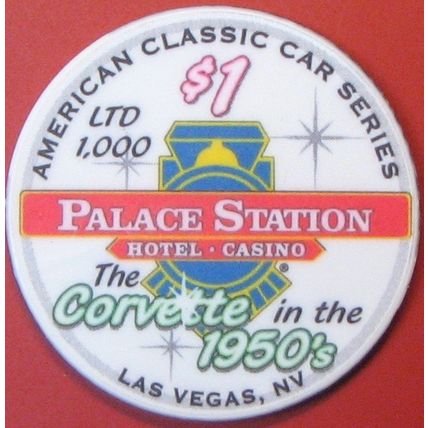 AMERICAN CLASSIC CAR SERIES
$1
LTD
1,000
PALACE STATION
HOTEL · CASINO
®
The
Corvette in the
1950's
LAS VEGAS, NV